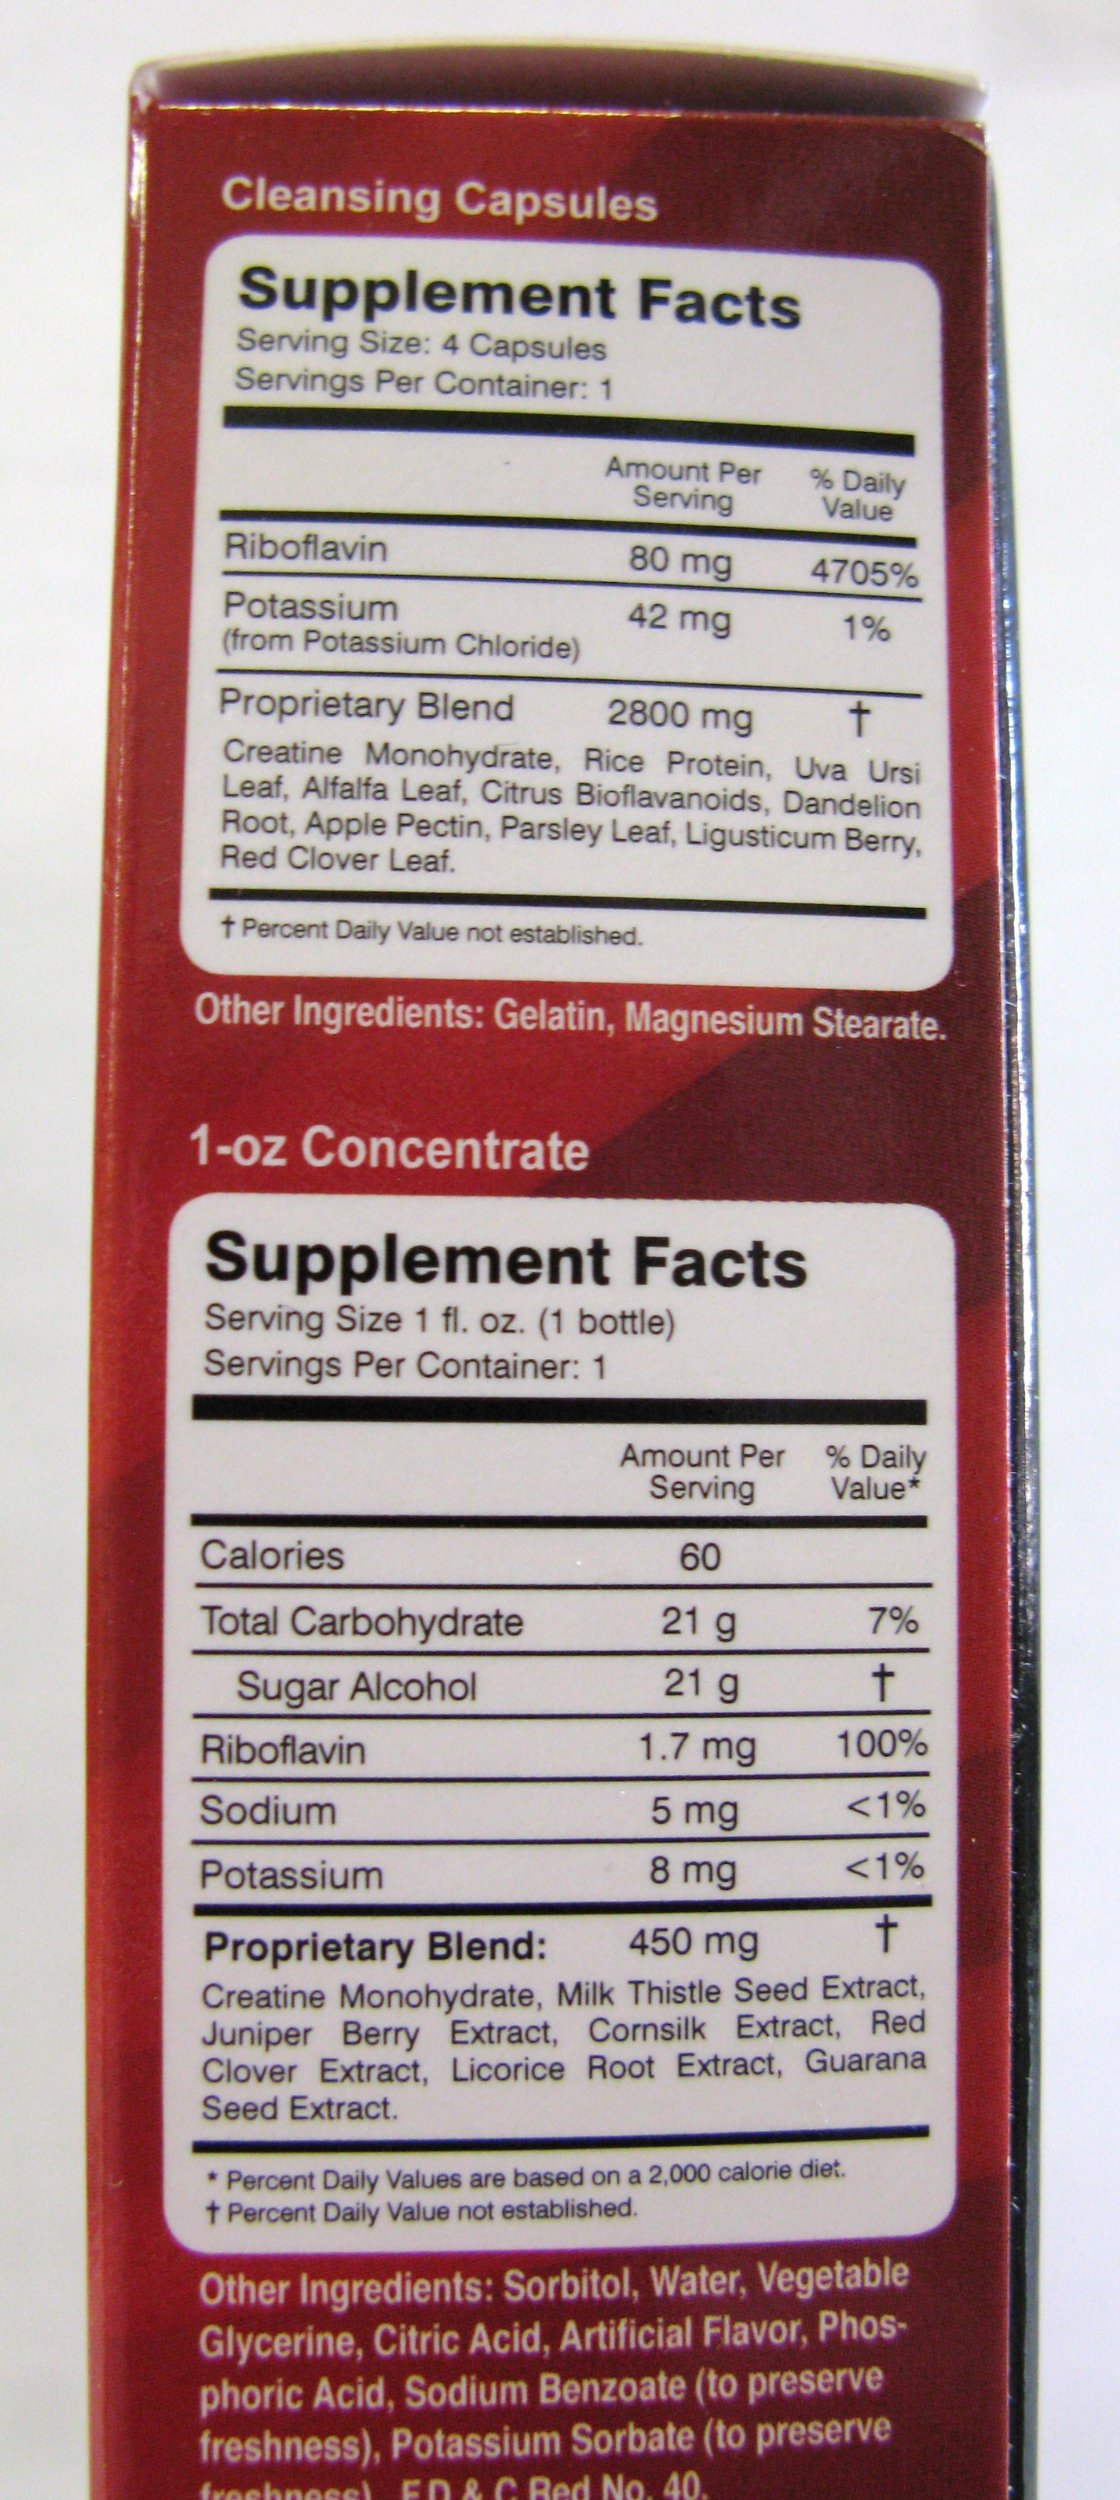 Cleansing Capsules
Supplement Facts
Serving Size: 4 Capsules
Servings Per Container: 1
Amount Per % Daily
Serving Value
Riboflavin 80 mg 4705%
Potassium 42 mg 1%
(from Potassium Chloride)
Proprietary Blend 2800 mg †
Creatine Monohydrate, Rice Protein, Uva Ursi
Leaf, Alfalfa Leaf, Citrus Bioflavanoids, Dandelion
Root, Apple Pectin, Parsley Leaf, Ligusticum Berry,
Red Clover Leaf.
† Percent Daily Value not established.
Other Ingredients: Gelatin, Magnesium Stearate.
1-oz Concentrate
Supplement Facts
Serving Size 1 fl. oz. (1 bottle)
Servings Per Container: 1
Amount Per % Daily
Serving Value*
Calories 60
Total Carbohydrate 21 g 7%
Sugar Alcohol 21 g †
Riboflavin 1.7 mg 100%
Sodium 5 mg <1%
Potassium 8 mg <1%
Proprietary Blend: 450 mg †
Creatine Monohydrate, Milk Thistle Seed Extract,
Juniper Berry Extract, Cornsilk Extract, Red
Clover Extract, Licorice Root Extract, Guarana
Seed Extract.
* Percent Daily Values are based on a 2,000 calorie diet.
† Percent Daily Value not established.
Other Ingredients: Sorbitol, Water, Vegetable
Glycerine, Citric Acid, Artificial Flavor, Phos-
phoric Acid, Sodium Benzoate (to preserve
freshness), Potassium Sorbate (to preserve
freshness), F.D & C Red No. 40.